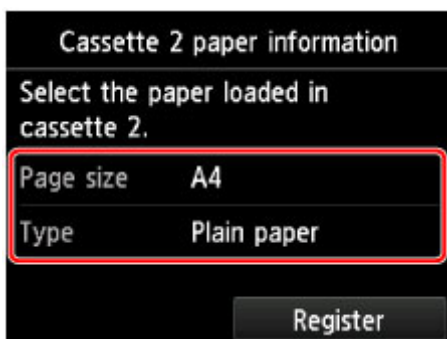 Cassette 2 paper information
Select the paper loaded in
cassette 2.
Page size A4
Type Plain paper
Register